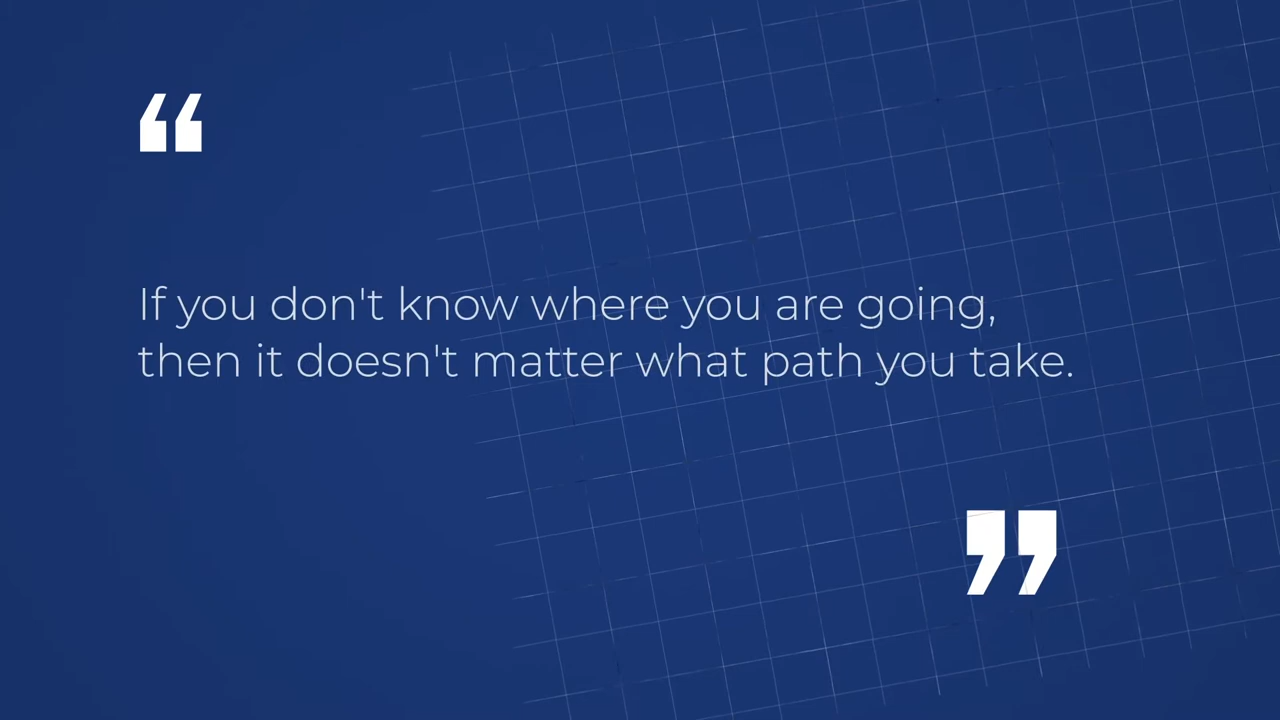 “
If you don't know where you are going,
then it doesn't matter what path you take.
”